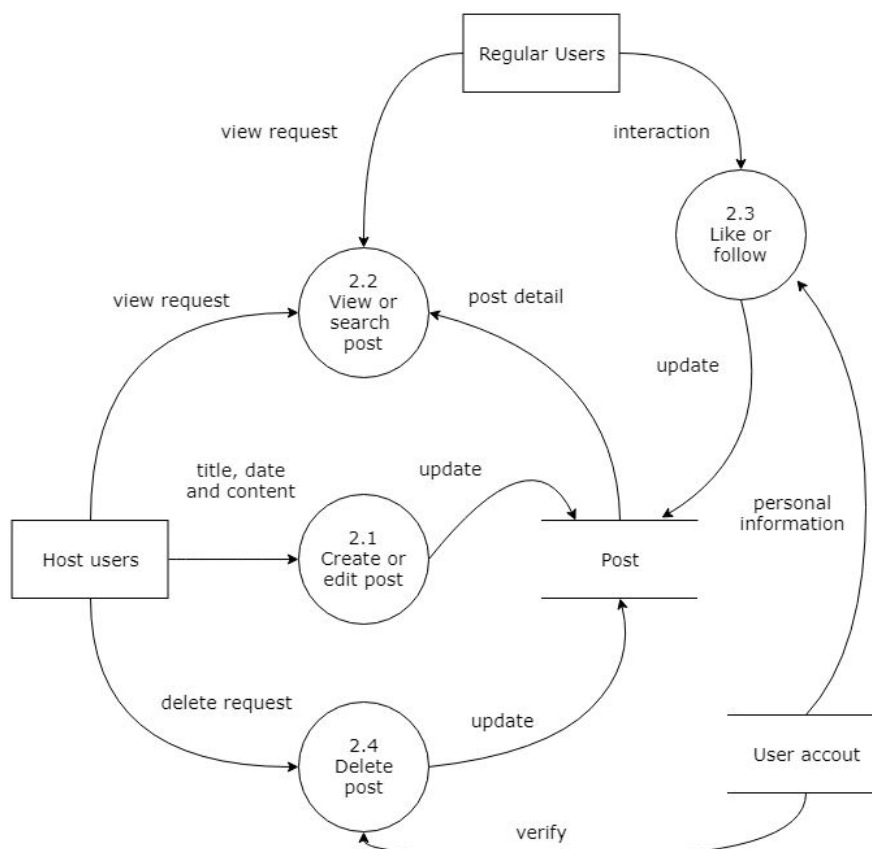 Regular Users
view request
interaction
2.3
Like or
follow
2.2
View or
search
post
view request
post detail
update
title, date
and content
update
personal
information
Host users
2.1
Create or
edit post
Post
delete request
update
2.4
Delete
post
User accout
verify